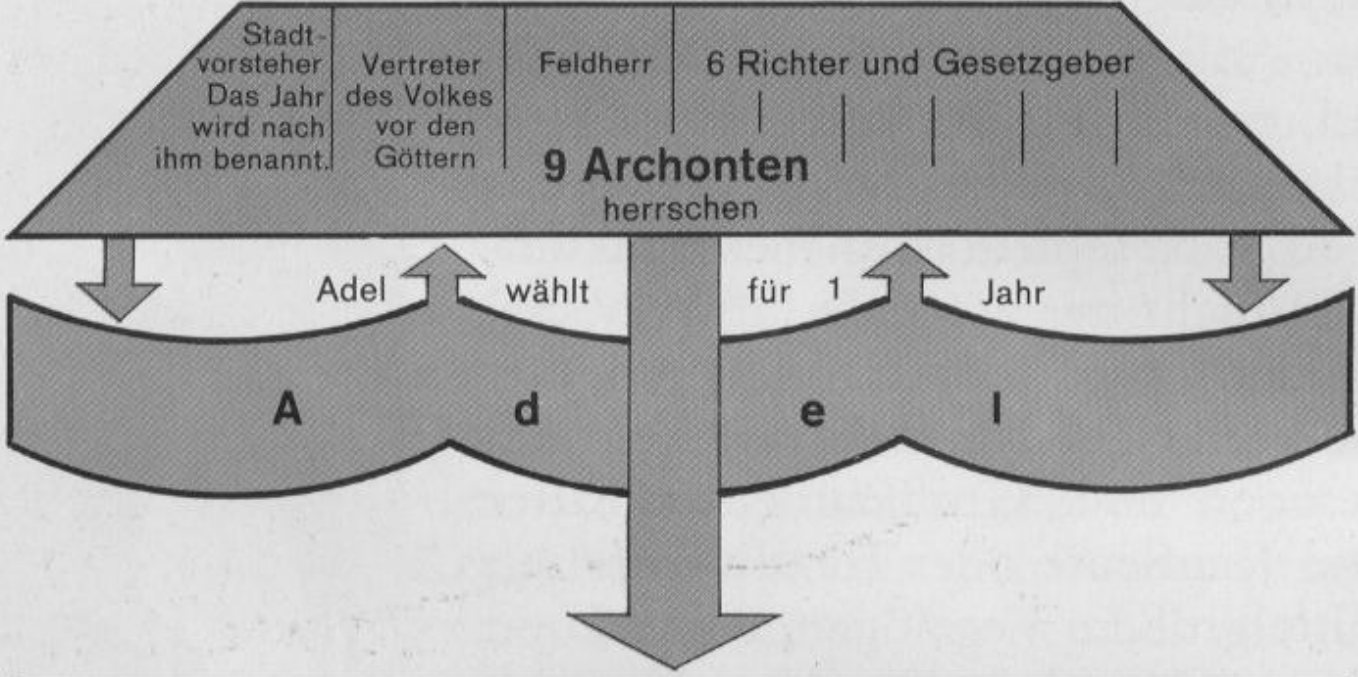 Stadt-
vorsteher
Das Jahr
wird nach
ihm benannt.
Vertreter
des Volkes
vor den
Göttern
Feldherr
6 Richter und Gesetzgeber
9 Archonten
herrschen
Adel wählt für 1 Jahr
A d e l